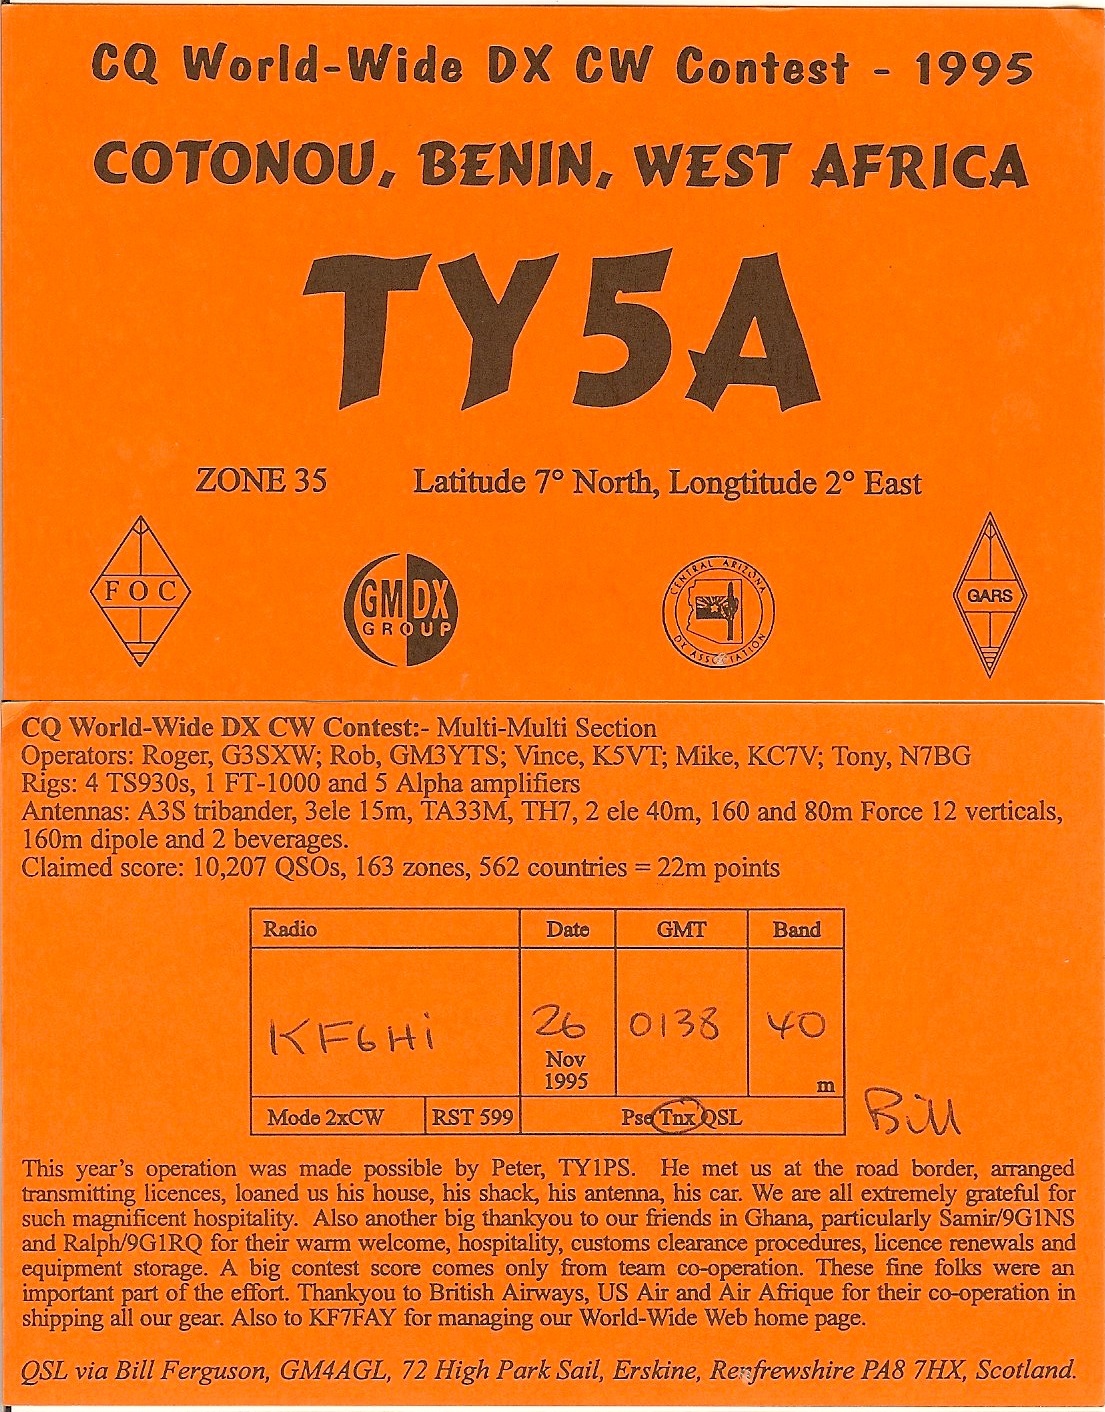 CQ World-Wide DX CW Contest - 1995
COTONOU, BENIN, WEST AFRICA
TY5A
ZONE 35 Latitude 7° North, Longtitude 2° East
FOC
GMDX
GROUP
CENTRAL ARIZONA
DX ASSOCIATION
GARS
CQ World-Wide DX CW Contest:- Multi-Multi Section
Operators: Roger, G3SXW; Rob, GM3YTS; Vince, K5VT; Mike, KC7V; Tony, N7BG
Rigs: 4 TS930s, 1 FT-1000 and 5 Alpha amplifiers
Antennas: A3S tribander, 3ele 15m, TA33M, TH7, 2 ele 40m, 160 and 80m Force 12 verticals,
160m dipole and 2 beverages.
Claimed score: 10,207 QSOs, 163 zones, 562 countries = 22m points
Radio Date GMT Band
KF6Hi 26 0138 40
Nov
1995 m
Mode 2xCW RST 599 Pse Tnx QSL
Bill
This year's operation was made possible by Peter, TY1PS. He met us at the road border, arranged
transmitting licences, loaned us his house, his shack, his antenna, his car. We are all extremely grateful for
such magnificent hospitality. Also another big thankyou to our friends in Ghana, particularly Samir/9G1NS
and Ralph/9G1RQ for their warm welcome, hospitality, customs clearance procedures, licence renewals and
equipment storage. A big contest score comes only from team co-operation. These fine folks were an
important part of the effort. Thankyou to British Airways, US Air and Air Afrique for their co-operation in
shipping all our gear. Also to KF7FAY for managing our World-Wide Web home page.
QSL via Bill Ferguson, GM4AGL, 72 High Park Sail, Erskine, Renfrewshire PA8 7HX, Scotland.